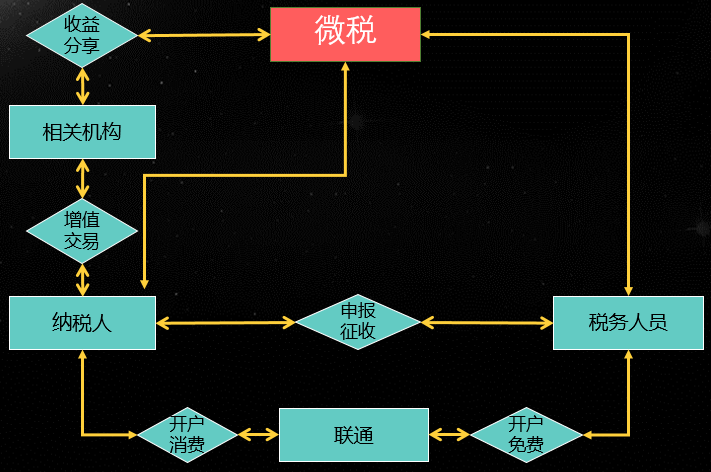 收益
分享
微税
相关机构
增值
交易
纳税人
申报
征收
税务人员
开户
消费
联通
开户
免费